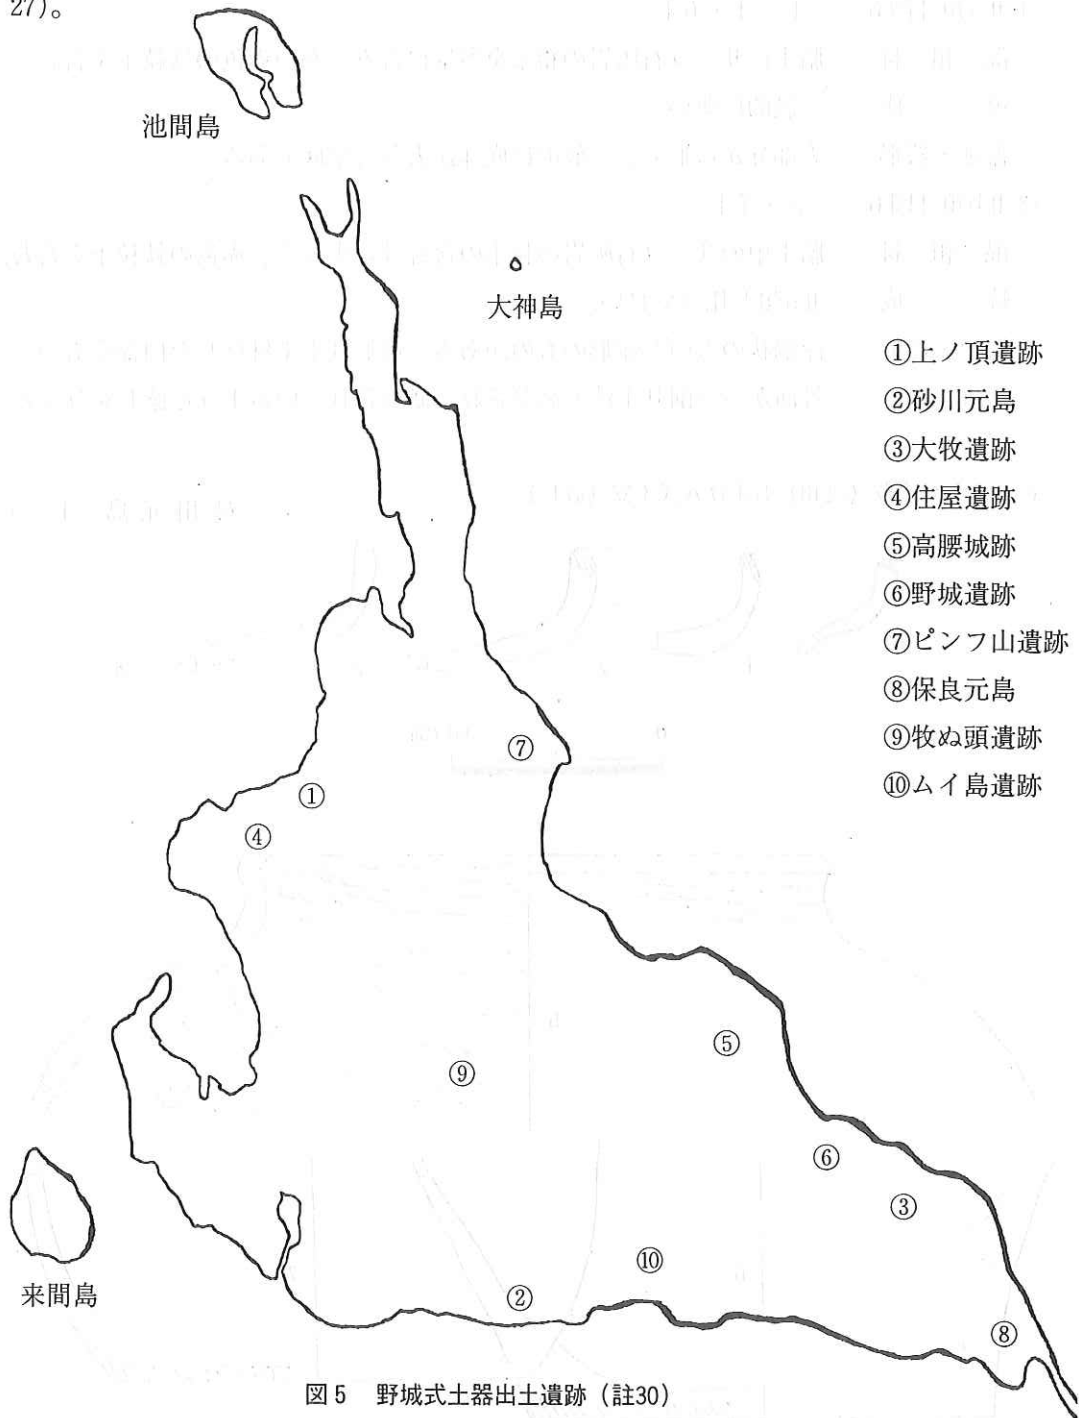 27)。
池間島
大神島
①上ノ頂遺跡
②砂川元島
③大牧遺跡
④住屋遺跡
⑤高腰城跡
⑥野城遺跡
⑦ピンフ山遺跡
⑧保良元島
⑨牧ぬ頭遺跡
⑩ムイ島遺跡
⑦
①
④
⑤
⑨
⑥
③
⑩
来間島
②
⑧
図5 野城式土器出土遺跡（註30）